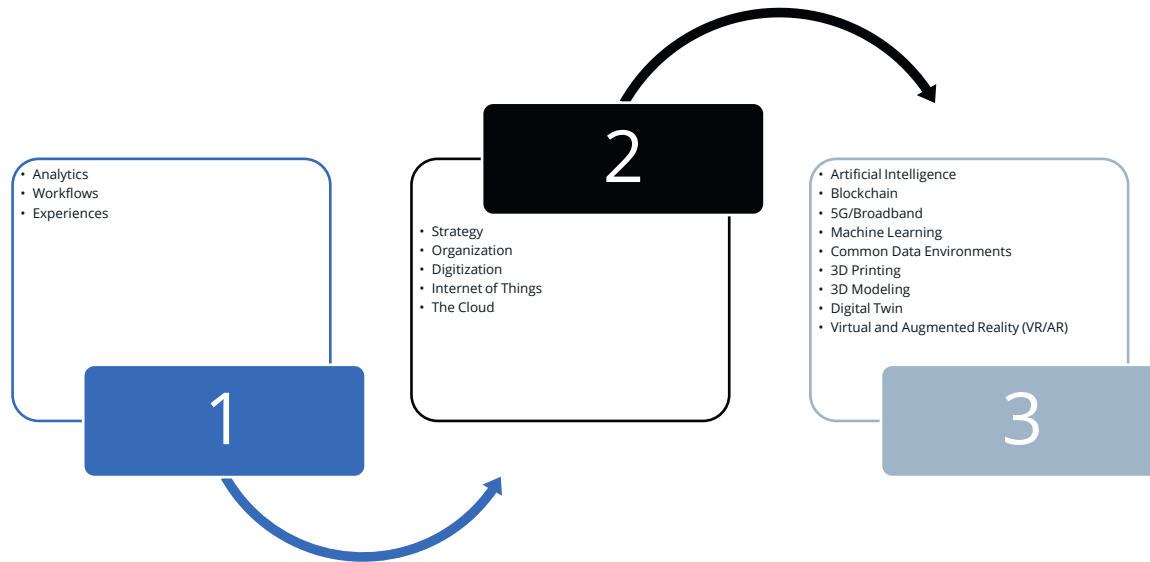 • Analytics
• Workflows
• Experiences
1
2
• Strategy
• Organization
• Digitization
• Internet of Things
• The Cloud
• Artificial Intelligence
• Blockchain
• 5G/Broadband
• Machine Learning
• Common Data Environments
• 3D Printing
• 3D Modeling
• Digital Twin
• Virtual and Augmented Reality (VR/AR)
3